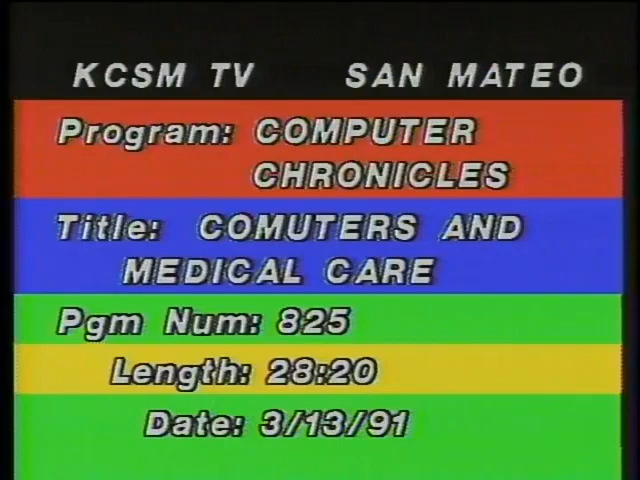 KCSM TV SAN MATEO
Program: COMPUTER
CHRONICLES
Title: COMUTERS AND
MEDICAL CARE
Pgm Num: 825
Length: 28:20
Date: 3/13/91